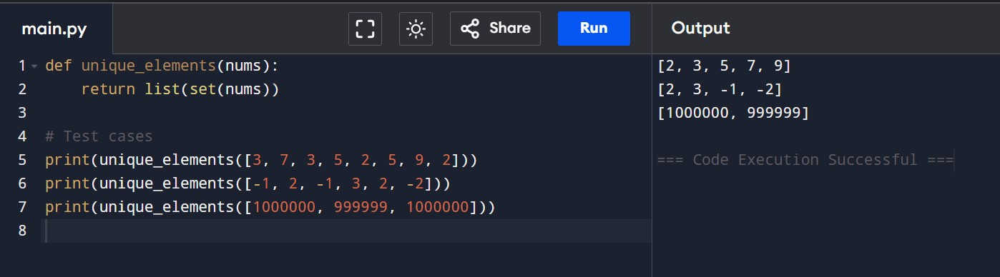 main.py
Share
Run
Output
1 def unique_elements(nums):
2     return list(set(nums))
3
4 # Test cases
5 print(unique_elements([3, 7, 3, 5, 2, 5, 9, 2]))
6 print(unique_elements([-1, 2, -1, 3, 2, -2]))
7 print(unique_elements([1000000, 999999, 1000000]))
8
[2, 3, 5, 7, 9]
[2, 3, -1, -2]
[1000000, 999999]
=== Code Execution Successful ===